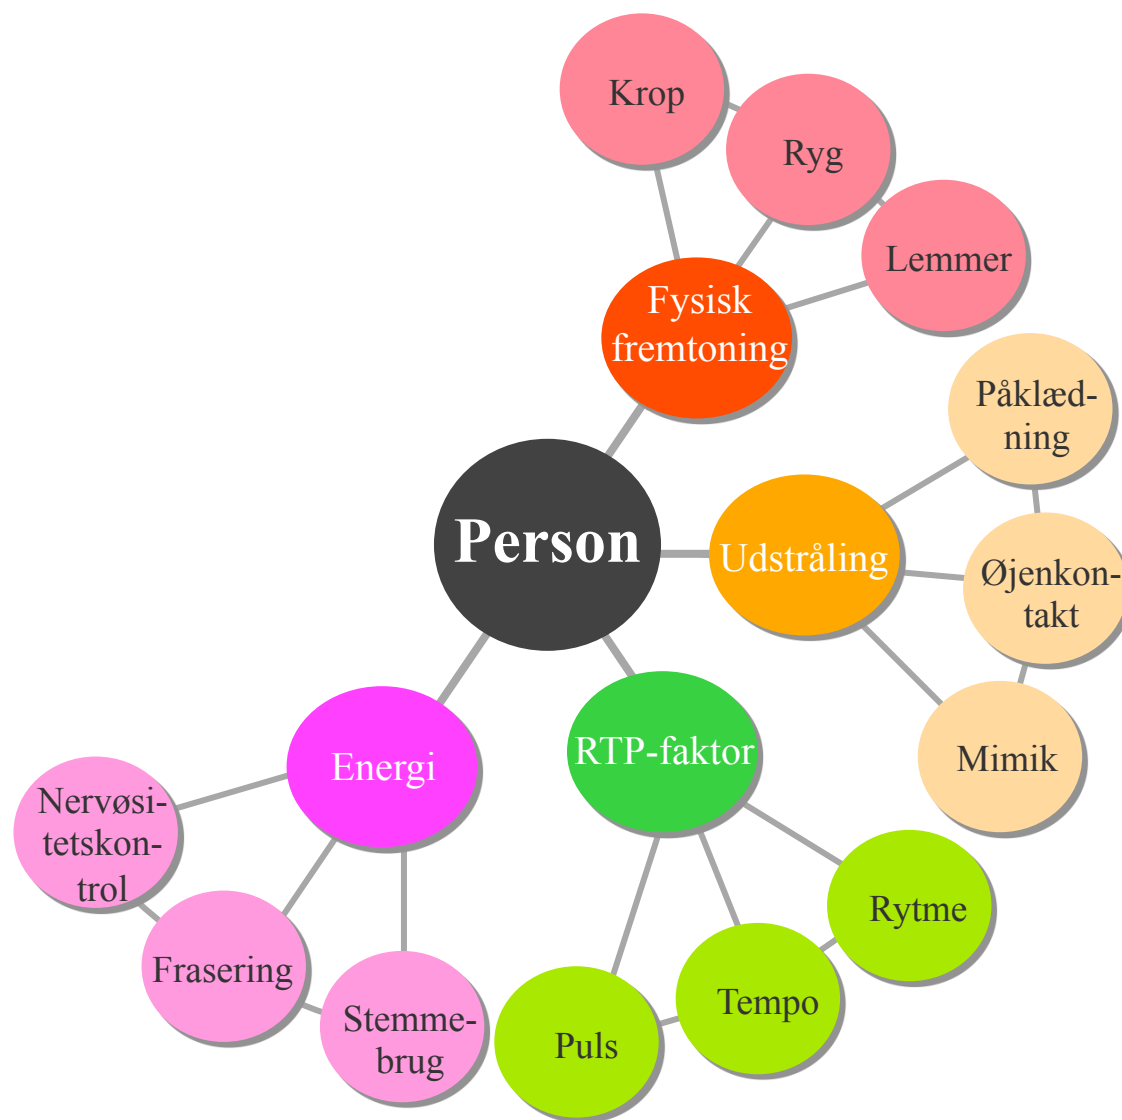 Krop
Ryg
Lemmer
Fysisk
fremtoning
Påklæd-
ning
Person
Udstråling
Øjenkon-
takt
Mimik
RTP-faktor
Energi
Nervøsi-
tetskon-
trol
Frasering
Stemme-
brug
Puls
Tempo
Rytme